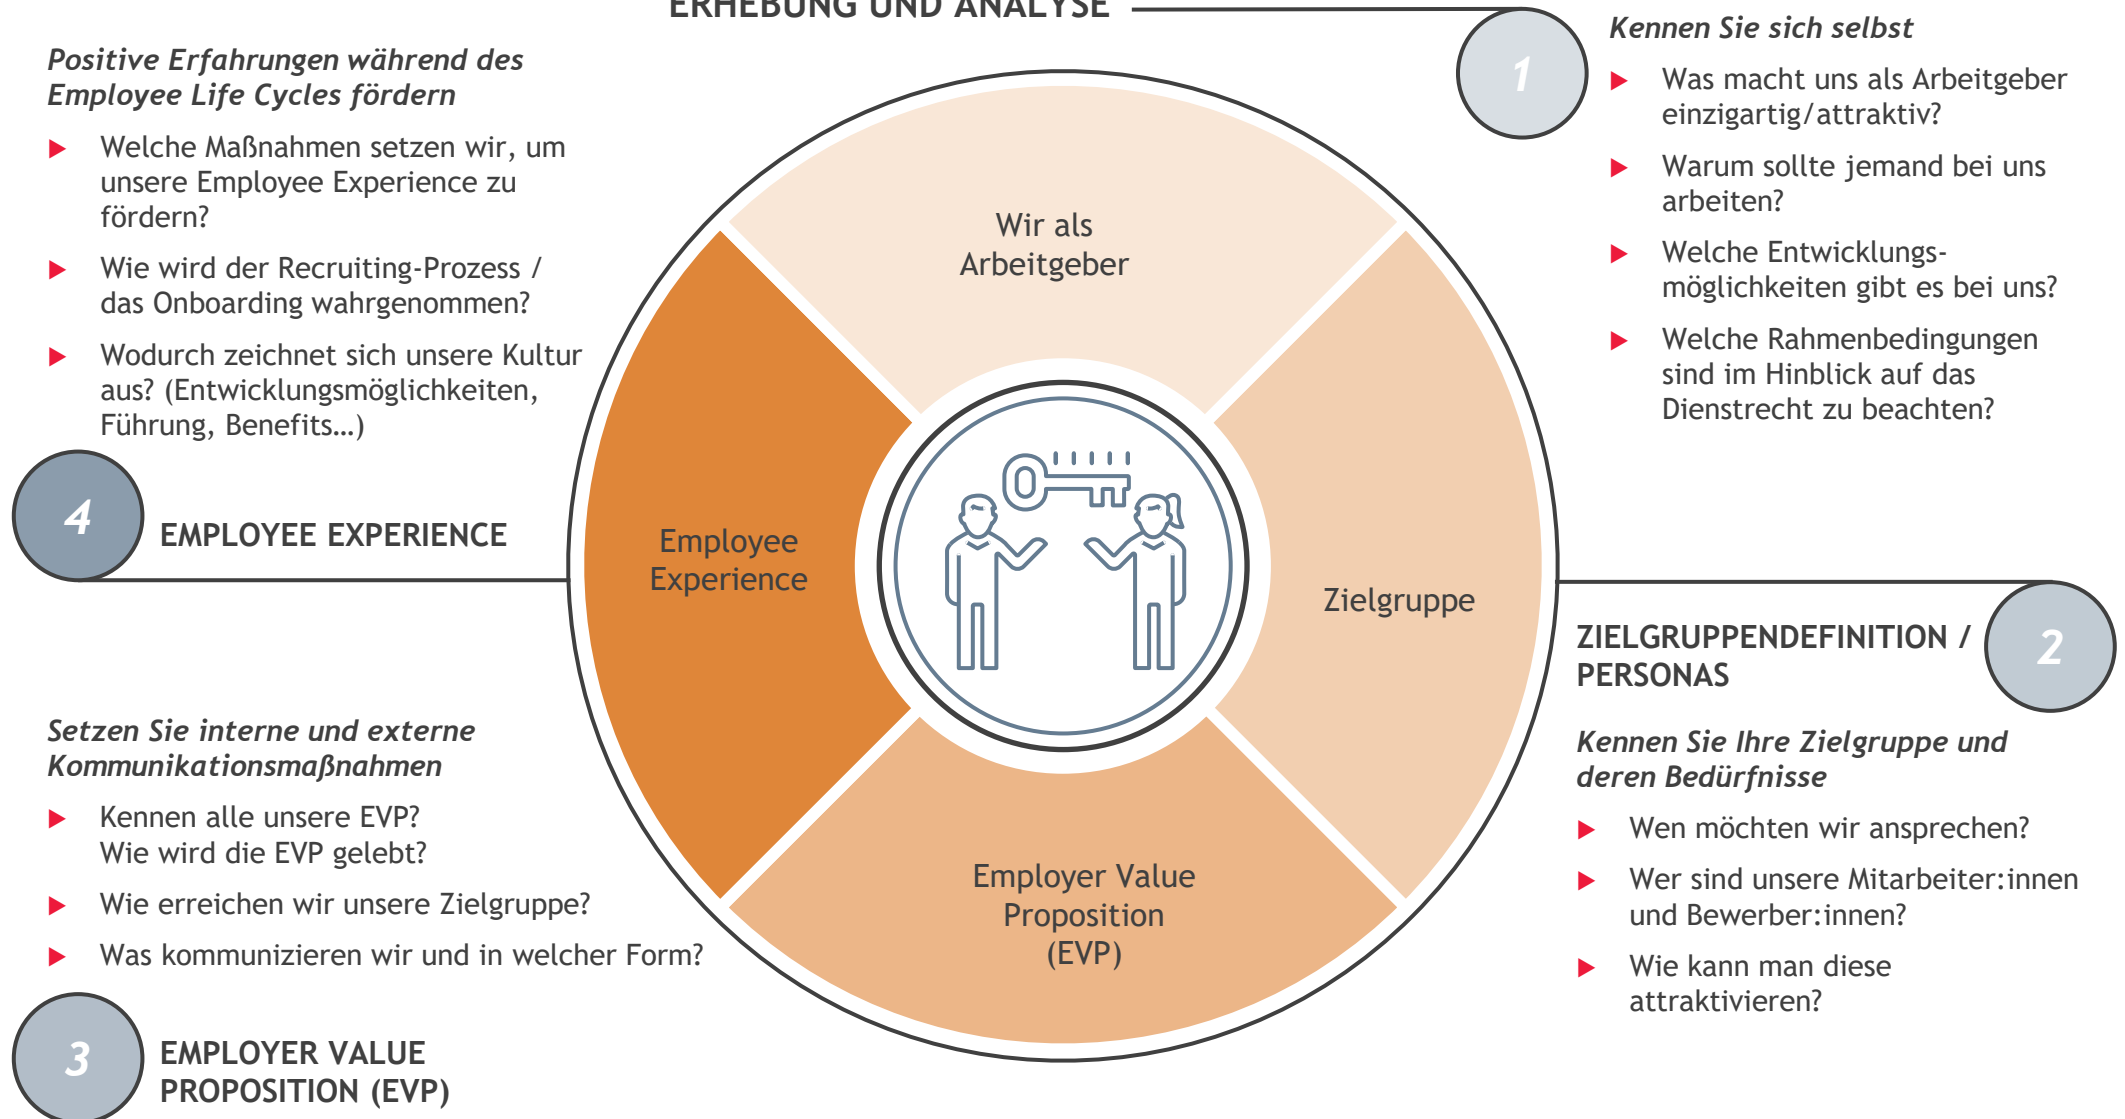 ERHEBUNG UND ANALYSE
1
Kennen Sie sich selbst
Was macht uns als Arbeitgeber
einzigartig/attraktiv?
Warum sollte jemand bei uns
arbeiten?
Welche Entwicklungs-
möglichkeiten gibt es bei uns?
Welche Rahmenbedingungen
sind im Hinblick auf das
Dienstrecht zu beachten?
2
ZIELGRUPPENDEFINITION /
PERSONAS
Kennen Sie Ihre Zielgruppe und
deren Bedürfnisse
Wen möchten wir ansprechen?
Wer sind unsere Mitarbeiter:innen
und Bewerber:innen?
Wie kann man diese
attraktivieren?
Setzen Sie interne und externe
Kommunikationsmaßnahmen
Kennen alle unsere EVP?
Wie wird die EVP gelebt?
Wie erreichen wir unsere Zielgruppe?
Was kommunizieren wir und in welcher Form?
3
EMPLOYER VALUE
PROPOSITION (EVP)
Positive Erfahrungen während des
Employee Life Cycles fördern
Welche Maßnahmen setzen wir, um
unsere Employee Experience zu
fördern?
Wie wird der Recruiting-Prozess /
das Onboarding wahrgenommen?
Wodurch zeichnet sich unsere Kultur
aus? (Entwicklungsmöglichkeiten,
Führung, Benefits…)
4
EMPLOYEE EXPERIENCE
Wir als
Arbeitgeber
Zielgruppe
Employer Value
Proposition
(EVP)
Employee
Experience